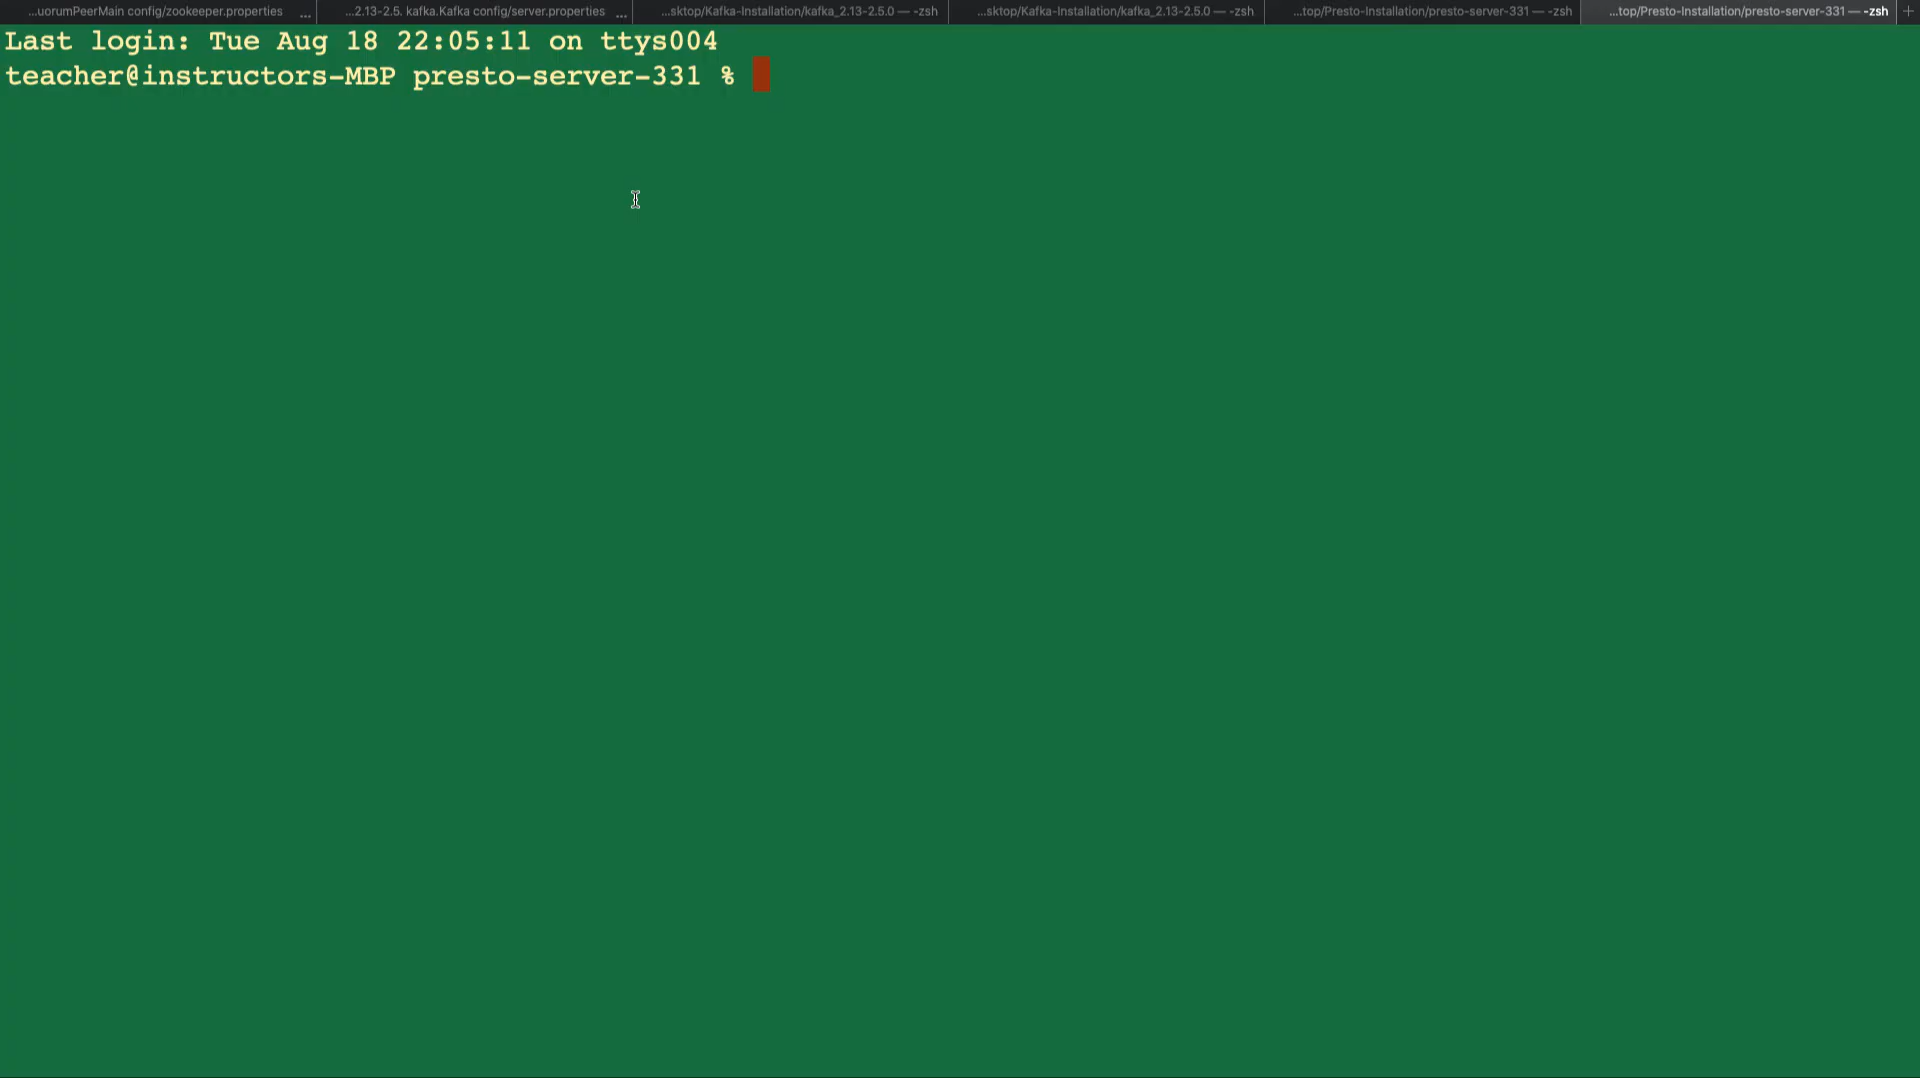 ...uorumPeerMain config/zookeeper.properties ...
...2.13-2.5. kafka.Kafka config/server.properties ...
...sktop/Kafka-Installation/kafka_2.13-2.5.0 — -zsh
...sktop/Kafka-Installation/kafka_2.13-2.5.0 — -zsh
...top/Presto-Installation/presto-server-331 — -zsh
...top/Presto-Installation/presto-server-331 — -zsh
+
Last login: Tue Aug 18 22:05:11 on ttys004
teacher@instructors-MBP presto-server-331 %